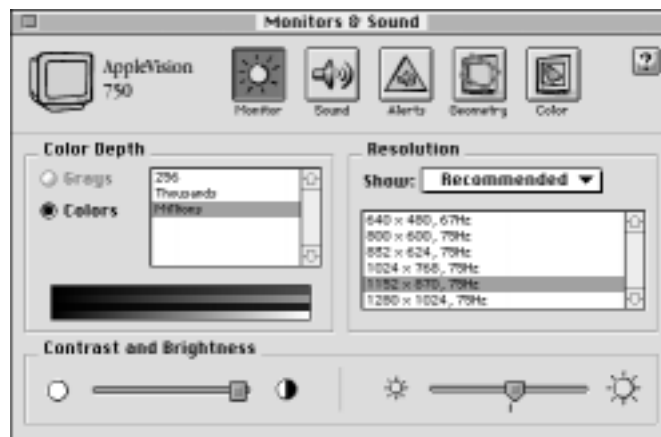 Monitors & Sound
AppleVision
750
Monitor
Sound
Alerts
Geometry
Color
?
Color Depth
Grays
Colors
256
Thousands
Millions
Resolution
Show: Recommended
640 x 480, 67Hz
800 x 600, 75Hz
832 x 624, 75Hz
1024 x 768, 75Hz
1152 x 870, 75Hz
1280 x 1024, 75Hz
Contrast and Brightness